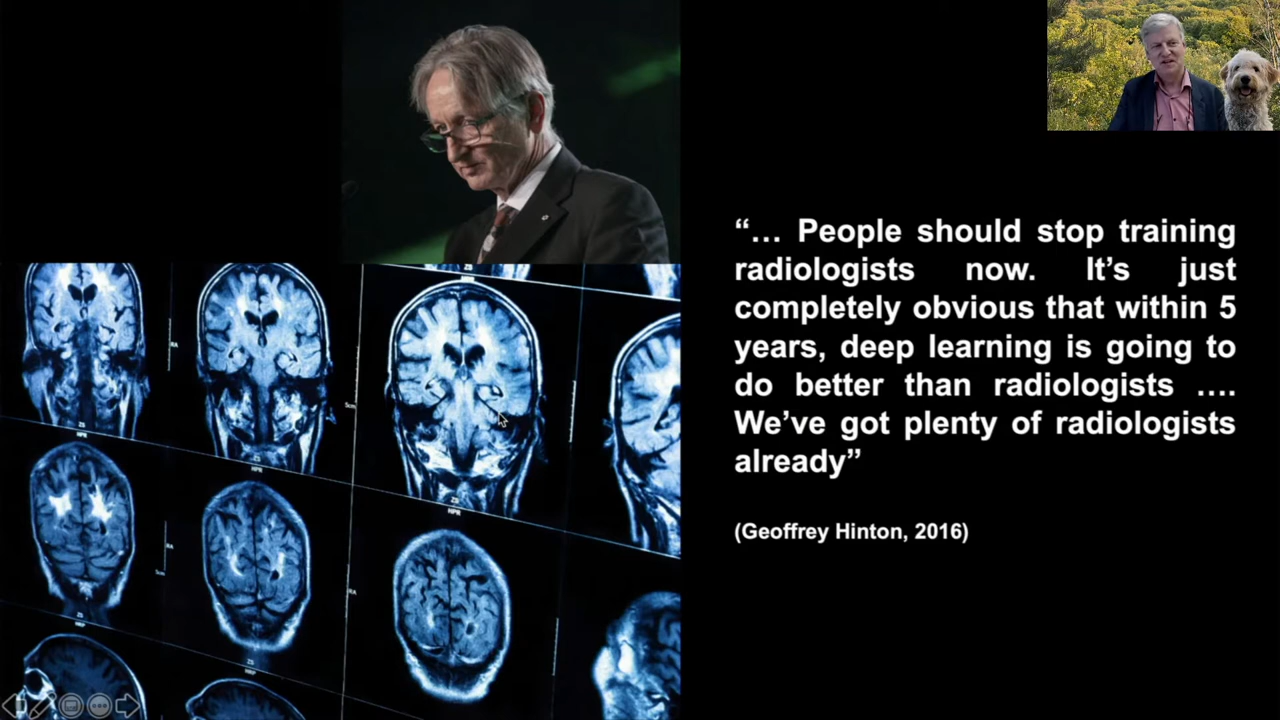 “… People should stop training
radiologists now. It’s just
completely obvious that within 5
years, deep learning is going to
do better than radiologists ….
We’ve got plenty of radiologists
already”
(Geoffrey Hinton, 2016)